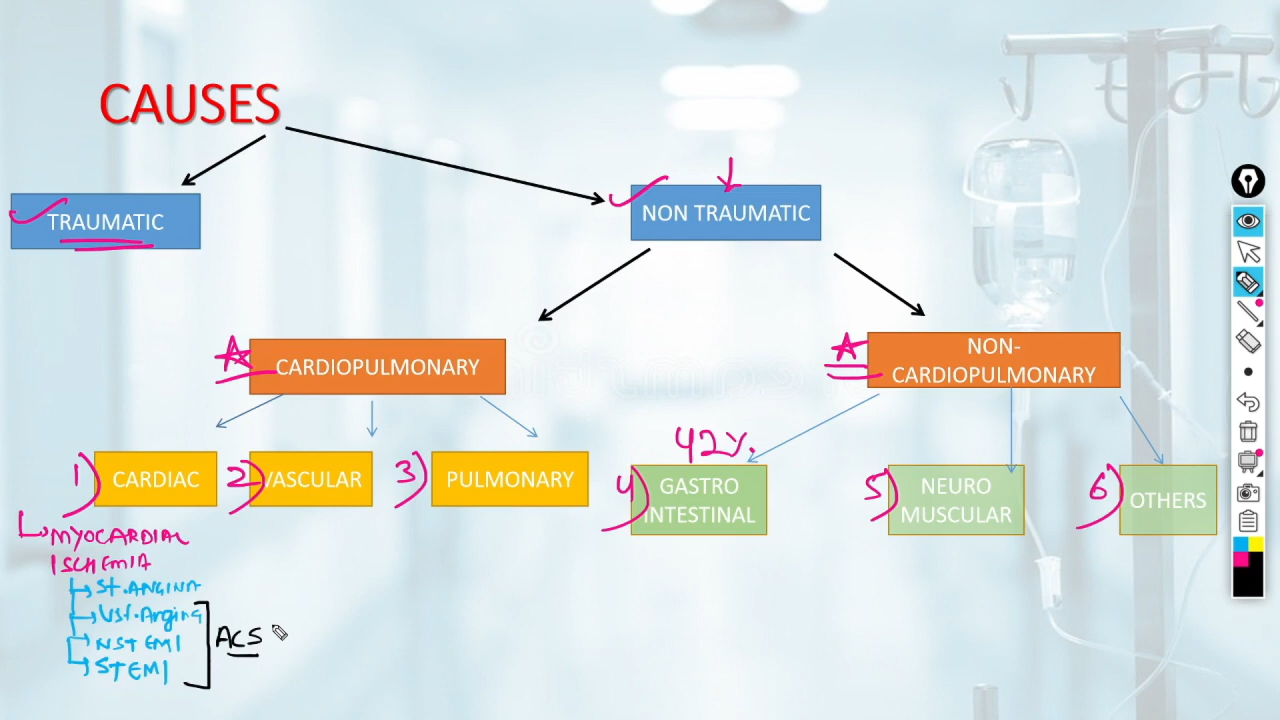 CAUSES
TRAUMATIC
NON TRAUMATIC
CARDIOPULMONARY
NON-
CARDIOPULMONARY
42%
1) CARDIAC
2) VASCULAR
3) PULMONARY
4) GASTRO
INTESTINAL
5) NEURO
MUSCULAR
6) OTHERS
MYOCARDIAL
ISCHEMIA
St. ANGINA
Ust. Angina
NSTEMI
STEMI
ACS